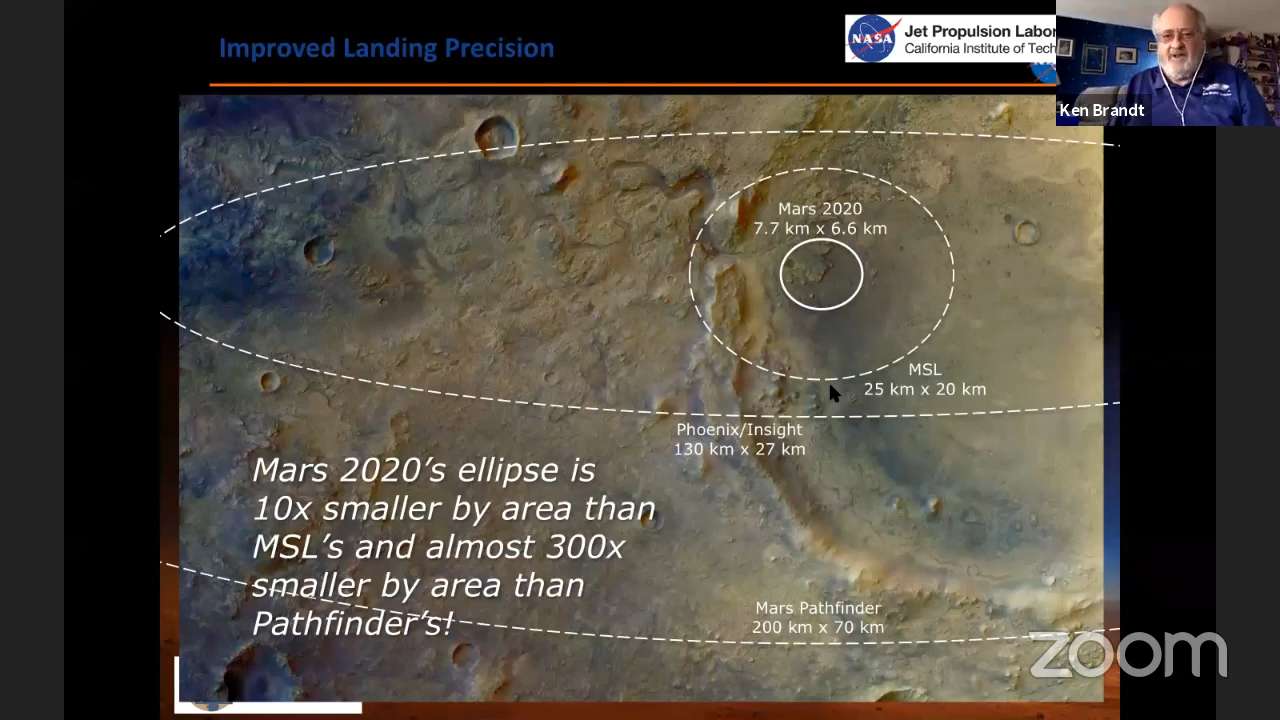 Improved Landing Precision
NASA
Jet Propulsion Labor
California Institute of Tech
Ken Brandt
Mars 2020
7.7 km x 6.6 km
MSL
25 km x 20 km
Phoenix/Insight
130 km x 27 km
Mars 2020’s ellipse is
10x smaller by area than
MSL’s and almost 300x
smaller by area than
Pathfinder’s!
Mars Pathfinder
200 km x 70 km
zoom